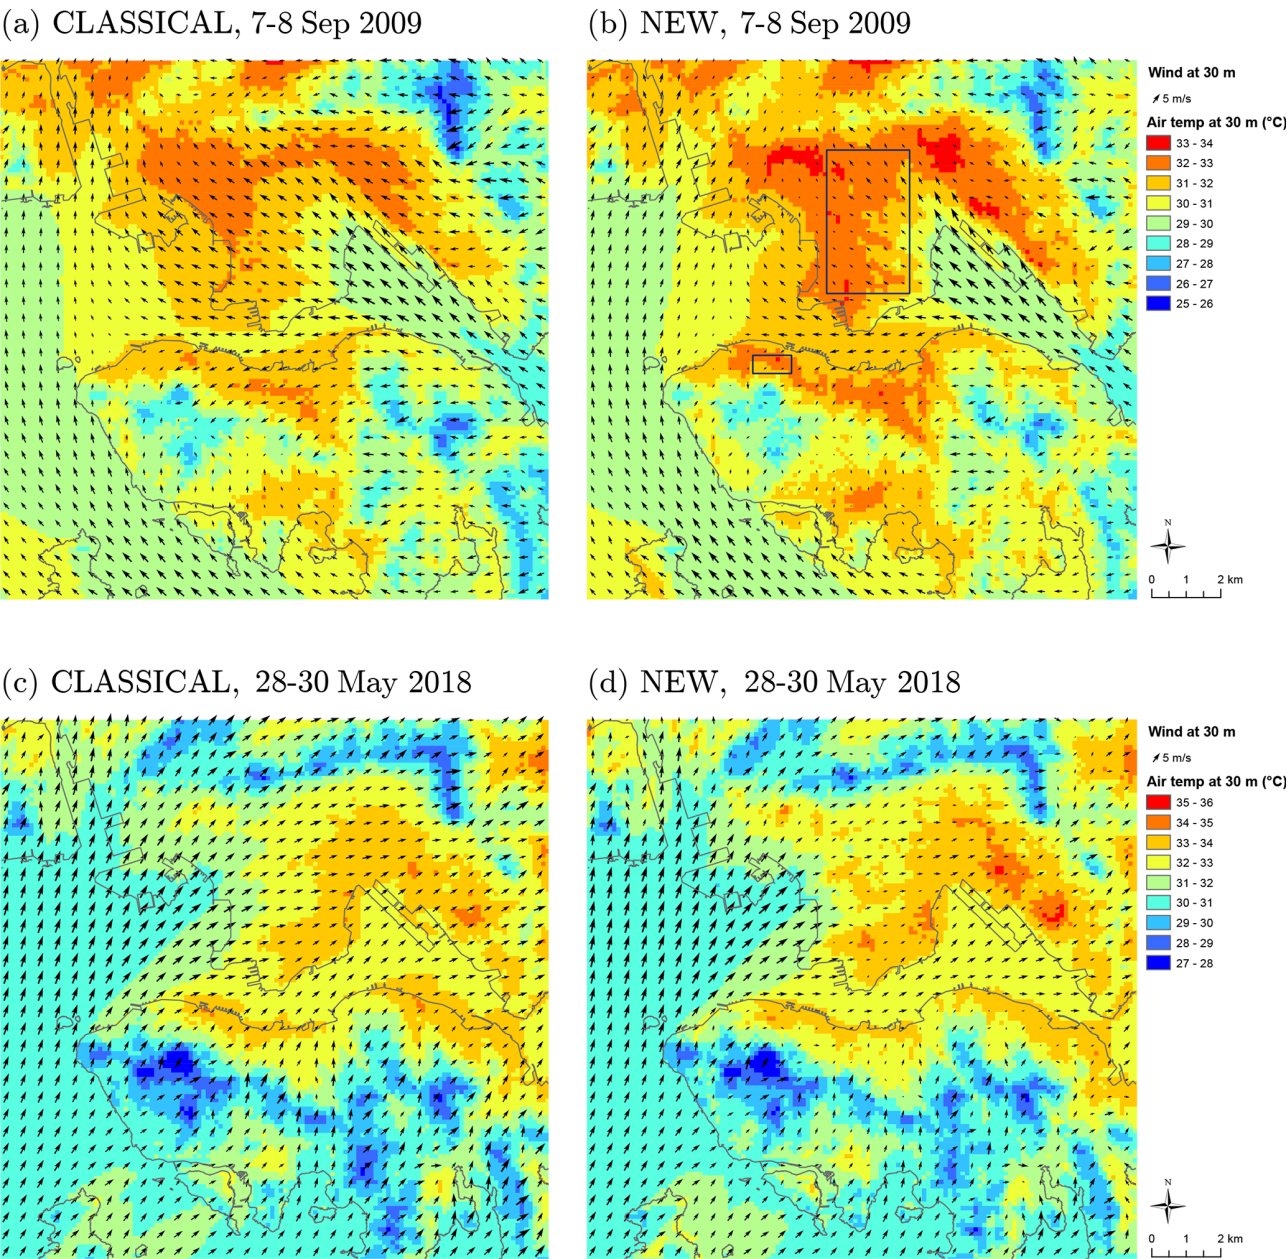 (a) CLASSICAL, 7-8 Sep 2009
(b) NEW, 7-8 Sep 2009
Wind at 30 m
5 m/s
Air temp at 30 m (°C)
33 - 34
32 - 33
31 - 32
30 - 31
29 - 30
28 - 29
27 - 28
26 - 27
25 - 26
N
0 1 2 km
(c) CLASSICAL, 28-30 May 2018
(d) NEW, 28-30 May 2018
Wind at 30 m
5 m/s
Air temp at 30 m (°C)
35 - 36
34 - 35
33 - 34
32 - 33
31 - 32
30 - 31
29 - 30
28 - 29
27 - 28
N
0 1 2 km